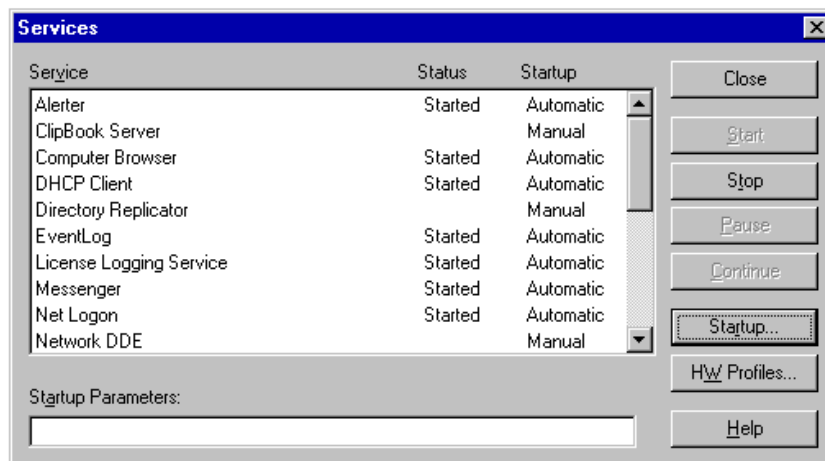 Services
Service Status Startup
Alerter Started Automatic
ClipBook Server Manual
Computer Browser Started Automatic
DHCP Client Started Automatic
Directory Replicator Manual
EventLog Started Automatic
License Logging Service Started Automatic
Messenger Started Automatic
Net Logon Started Automatic
Network DDE Manual
Startup Parameters:
Close
Start
Stop
Pause
Continue
Startup...
HW Profiles...
Help